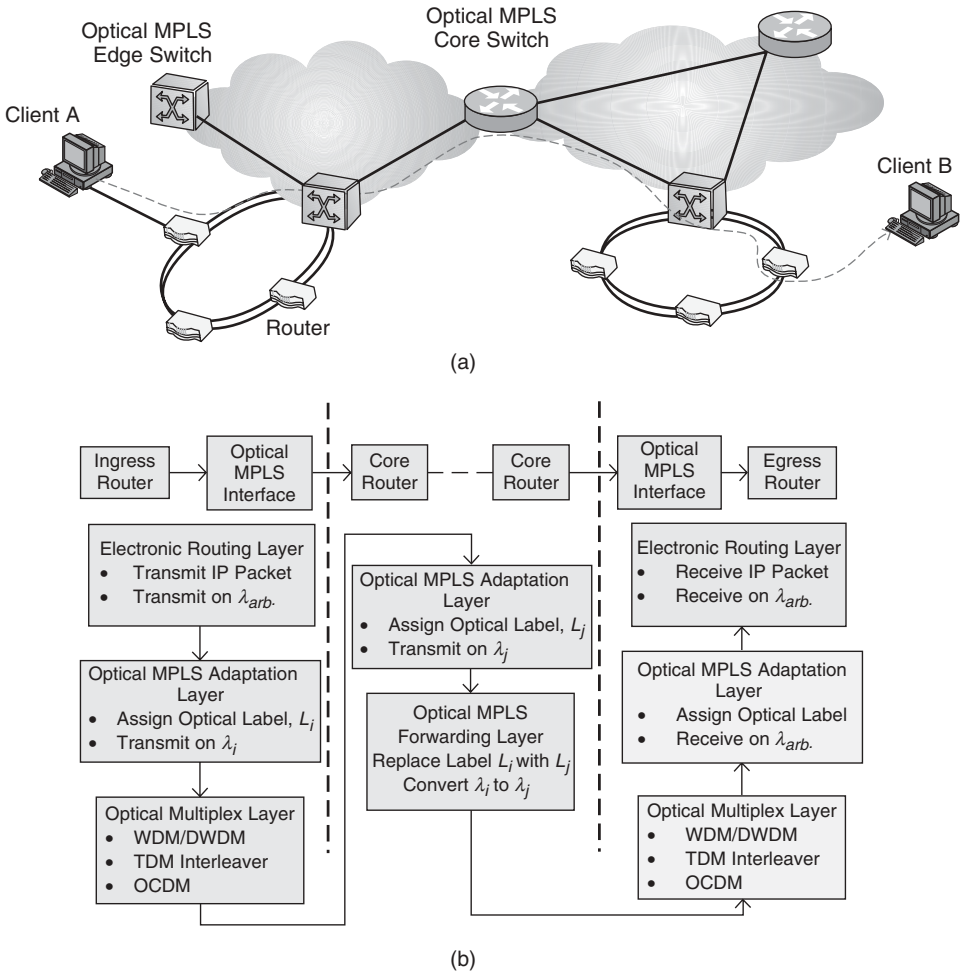 Optical MPLS
Edge Switch
Optical MPLS
Core Switch
Client A
Client B
Router
(a)
Ingress
Router
Optical
MPLS
Interface
Core
Router
Core
Router
Optical
MPLS
Interface
Egress
Router
Electronic Routing Layer
• Transmit IP Packet
• Transmit on λarb.
Optical MPLS Adaptation
Layer
• Assign Optical Label, Li
• Transmit on λi
Optical Multiplex Layer
• WDM/DWDM
• TDM Interleaver
• OCDM
Optical MPLS Adaptation
Layer
• Assign Optical Label, Lj
• Transmit on λj
Optical MPLS
Forwarding Layer
Replace Label Li with Lj
Convert λi to λj
Electronic Routing Layer
• Receive IP Packet
• Receive on λarb.
Optical MPLS Adaptation
Layer
• Assign Optical Label
• Receive on λarb.
Optical Multiplex Layer
• WDM/DWDM
• TDM Interleaver
• OCDM
(b)